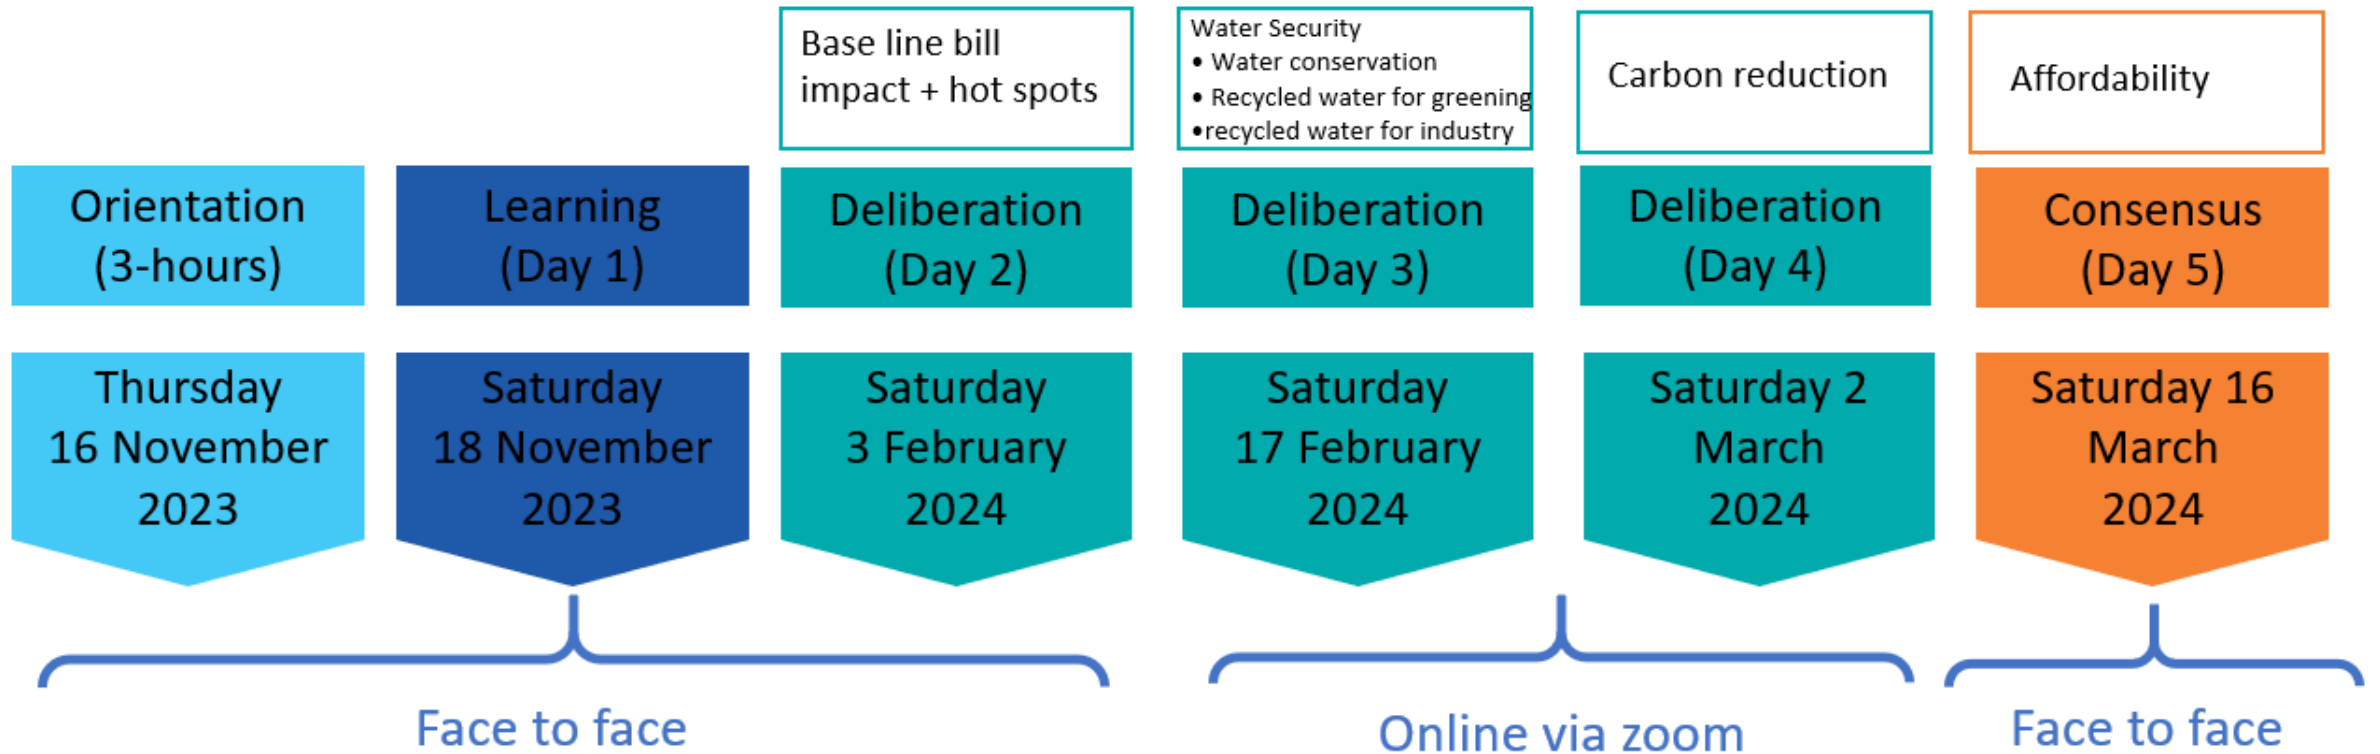 Base line bill
impact + hot spots
Water Security
• Water conservation
• Recycled water for greening
•recycled water for industry
Carbon reduction
Affordability
Orientation
(3-hours)
Learning
(Day 1)
Deliberation
(Day 2)
Deliberation
(Day 3)
Deliberation
(Day 4)
Consensus
(Day 5)
Thursday
16 November
2023
Saturday
18 November
2023
Saturday
3 February
2024
Saturday
17 February
2024
Saturday 2
March
2024
Saturday 16
March
2024
Face to face
Online via zoom
Face to face